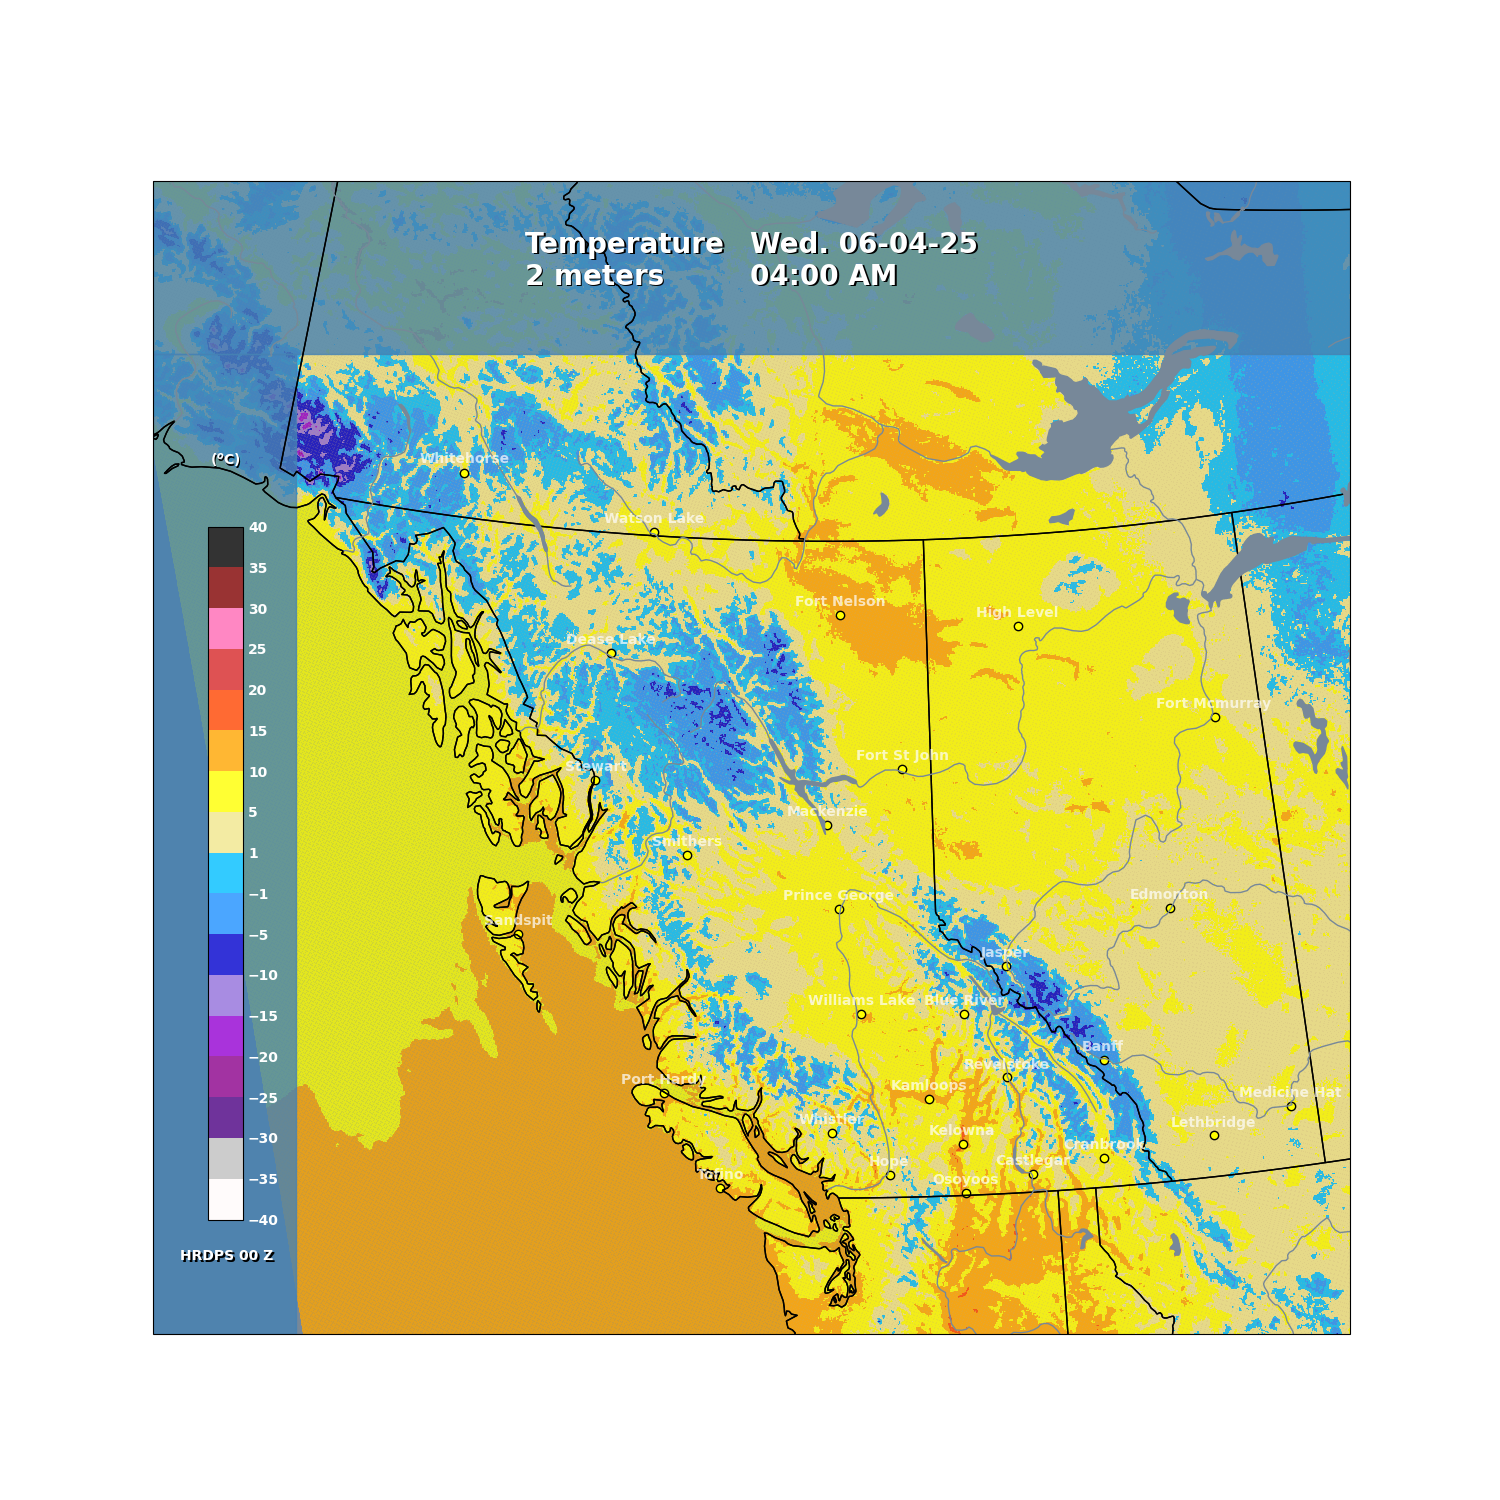 Temperature Wed. 06-04-25
2 meters 04:00 AM
Whitehorse
(°C)
Watson Lake
40
35
30
25
20
15
10
5
1
−1
−5
−10
−15
−20
−25
−30
−35
−40
Fort Nelson
High Level
Dease Lake
Fort Mcmurray
Fort St John
Stewart
Mackenzie
Smithers
Prince George
Edmonton
Sandspit
Jasper
Williams Lake
Blue River
Banff
Revelstoke
Port Hardy
Kamloops
Medicine Hat
Whistler
Lethbridge
Kelowna
Cranbrook
Hope
Castlegar
Tofino
Osovoos
HRDPS 00 Z